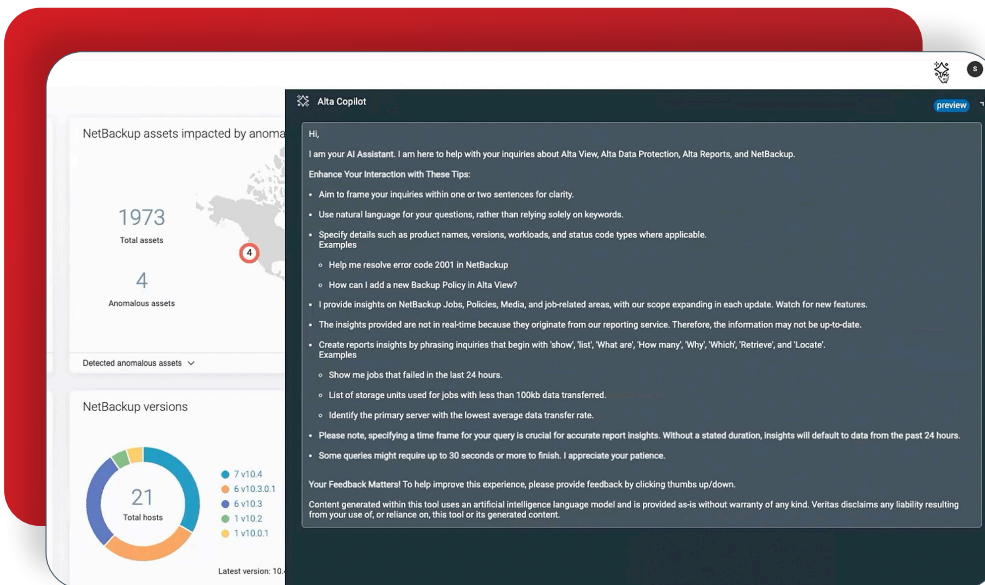 S
Alta Copilot
preview
NetBackup assets impacted by anoma
1973
Total assets
4
Anomalous assets
4
Detected anomalous assets
NetBackup versions
21
Total hosts
7 v10.4
6 v10.3.0.1
6 v10.3
1 v10.2
1 v10.0.1
Latest version: 10.
Hi,
I am your AI Assistant. I am here to help with your inquiries about Alta View, Alta Data Protection, Alta Reports, and NetBackup.
Enhance Your Interaction with These Tips:
• Aim to frame your inquiries within one or two sentences for clarity.
• Use natural language for your questions, rather than relying solely on keywords.
• Specify details such as product names, versions, workloads, and status code types where applicable.
Examples
◦ Help me resolve error code 2001 in NetBackup
◦ How can I add a new Backup Policy in Alta View?
• I provide insights on NetBackup Jobs, Policies, Media, and job-related areas, with our scope expanding in each update. Watch for new features.
• The insights provided are not in real-time because they originate from our reporting service. Therefore, the information may not be up-to-date.
• Create reports insights by phrasing inquiries that begin with 'show', 'list', 'What are', 'How many', 'Why', 'Which', 'Retrieve', and 'Locate'.
Examples
◦ Show me jobs that failed in the last 24 hours.
◦ List of storage units used for jobs with less than 100kb data transferred.
◦ Identify the primary server with the lowest average data transfer rate.
• Please note, specifying a time frame for your query is crucial for accurate report insights. Without a stated duration, insights will default to data from the past 24 hours.
• Some queries might require up to 30 seconds or more to finish. I appreciate your patience.
Your Feedback Matters! To help improve this experience, please provide feedback by clicking thumbs up/down.
Content generated within this tool uses an artificial intelligence language model and is provided as-is without warranty of any kind. Veritas disclaims any liability resulting
from your use of, or reliance on, this tool or its generated content.